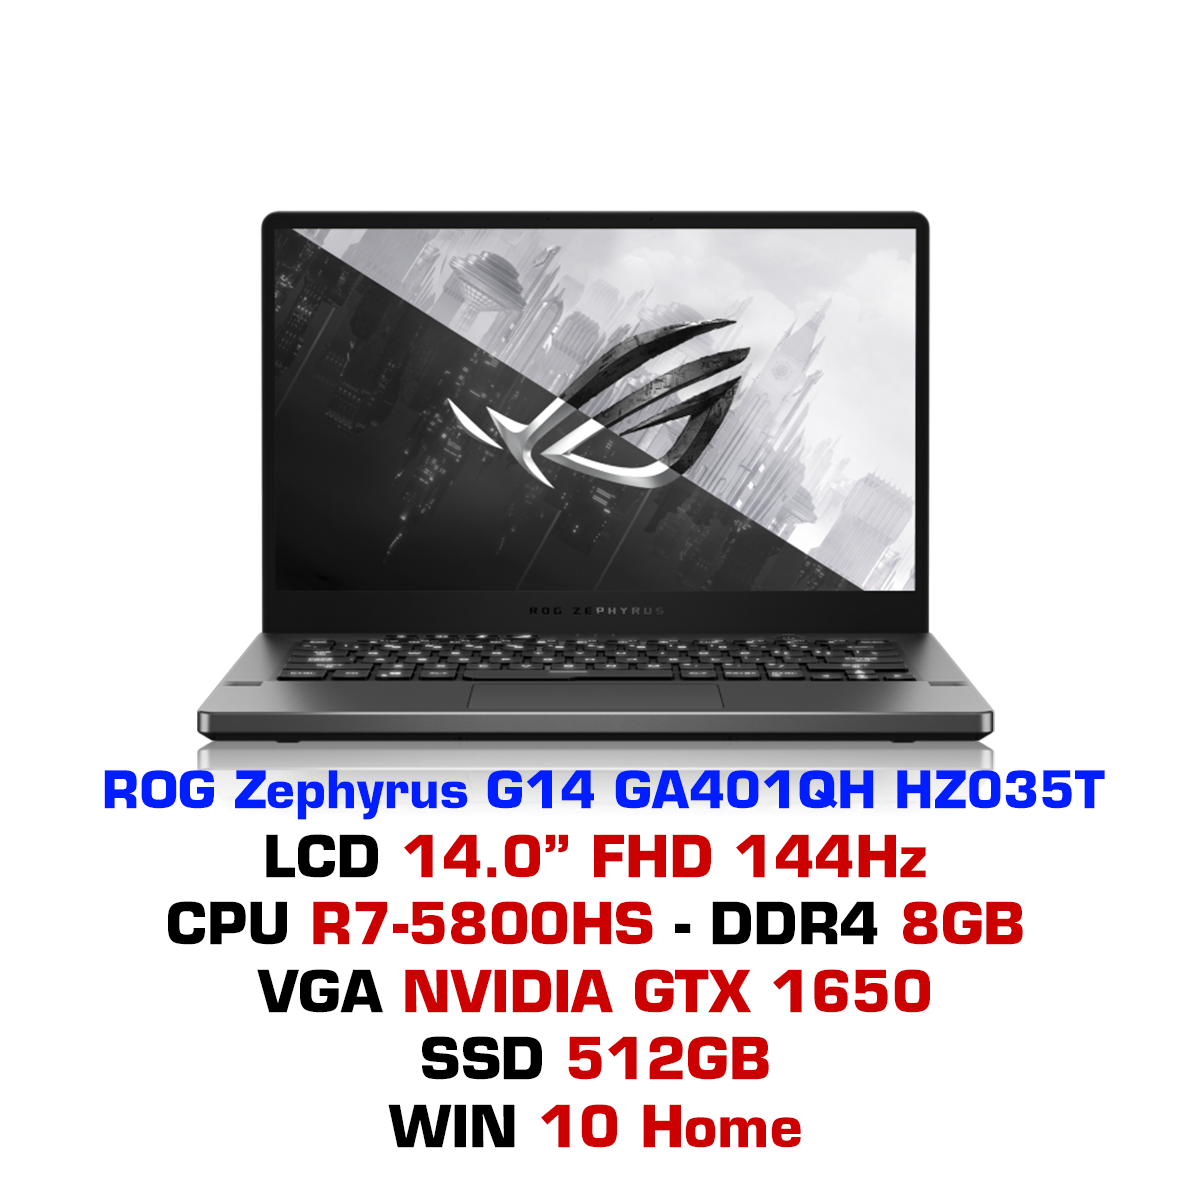 ROG ZEPHYRUS
ROG Zephyrus G14 GA401QH HZ035T
LCD 14.0” FHD 144Hz
CPU R7-5800HS - DDR4 8GB
VGA NVIDIA GTX 1650
SSD 512GB
WIN 10 Home